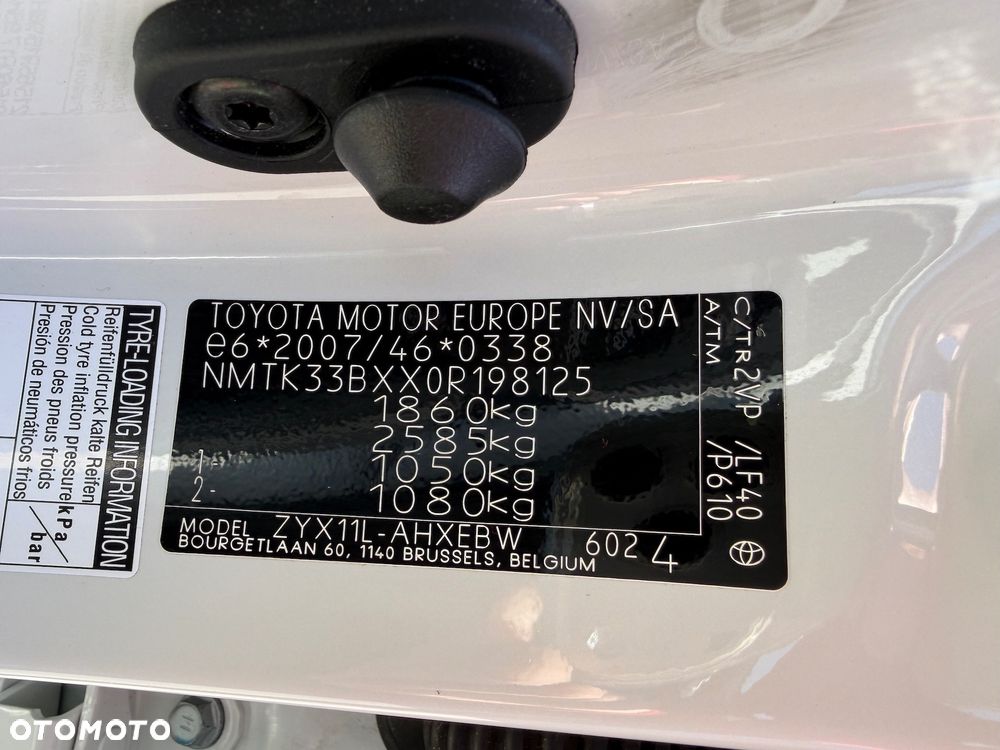 TOYOTA MOTOR EUROPE NV/SA
e6*2007/46*0338
NMTK33BXX0R198125
1860kg
2585kg
1- 1050kg
2- 1080kg
MODEL ZYX11L-AHXEBW
BOURGETLAAN 60, 1140 BRUSSELS, BELGIUM
6024
C/TR 2VP /LF40
A/TM /P610
TYRE-LOADING INFORMATION
Reifenfülldruck kalte Reifen
Cold tyre inflation pressure
Pression des pneus froids
Presión de neumáticos fríos
kPa/
bar
OTOMOTO